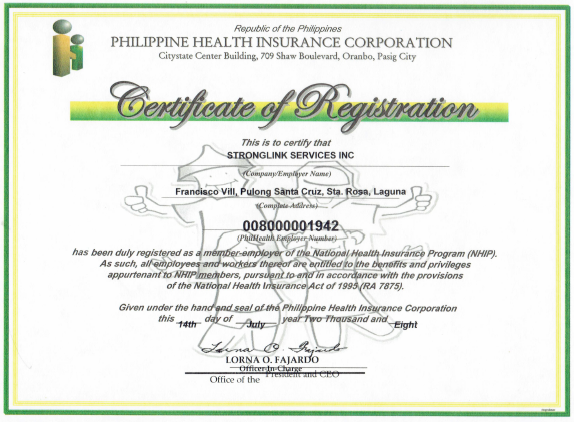 Republic of the Philippines
PHILIPPINE HEALTH INSURANCE CORPORATION
Citystate Center Building, 709 Shaw Boulevard, Oranbo, Pasig City
Certificate of Registration
This is to certify that
STRONGLINK SERVICES INC
(Company/Employer Name)
Francisco Vill, Pulong Santa Cruz, Sta. Rosa, Laguna
(Complete Address)
008000001942
(PhilHealth Employer Number)
has been duly registered as a member-employer of the National Health Insurance Program (NHIP).
As such, all employees and workers thereof are entitled to the benefits and privileges
appurtenant to NHIP members, pursuant to and in accordance with the provisions
of the National Health Insurance Act of 1995 (RA 7875).
Given under the hand and seal of the Philippine Health Insurance Corporation
this 14th day of July year Two Thousand and Eight
Lorna O. Fajardo
LORNA O. FAJARDO
Officer-In-Charge
Office of the President and CEO